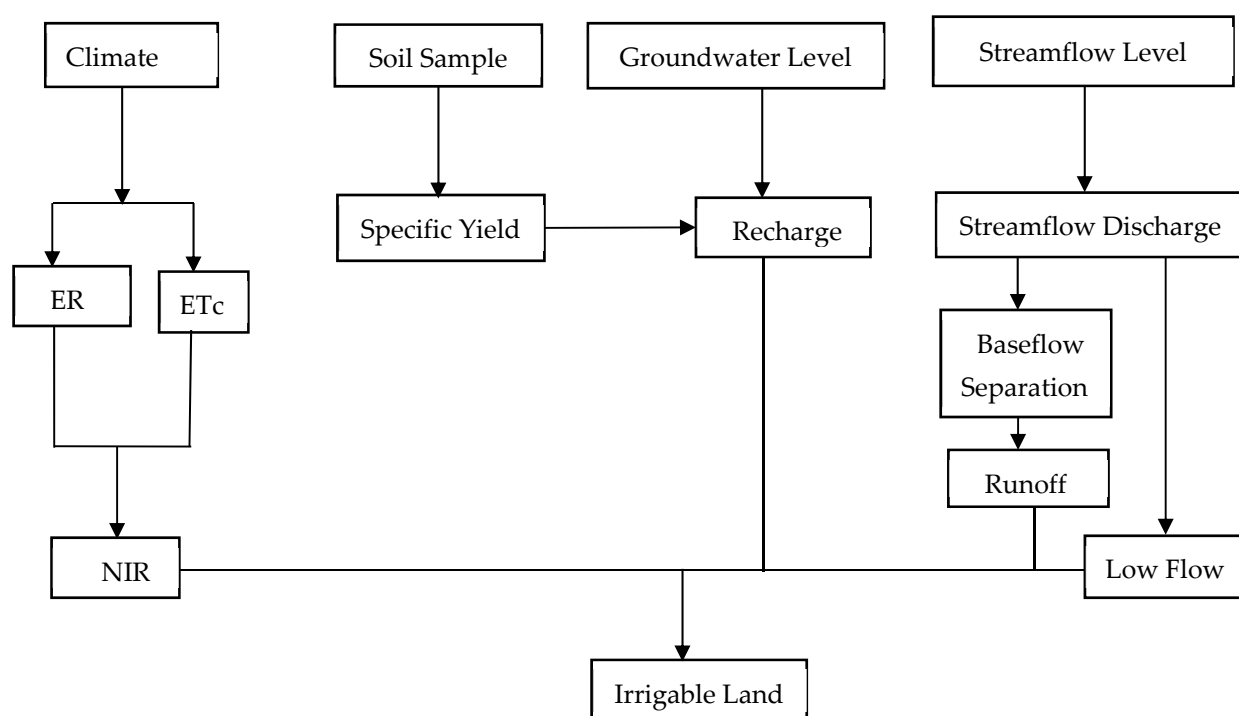 Climate
Soil Sample
Groundwater Level
Streamflow Level
Specific Yield
Recharge
Streamflow Discharge
ER
ETc
Baseflow
Separation
Runoff
NIR
Low Flow
Irrigable Land